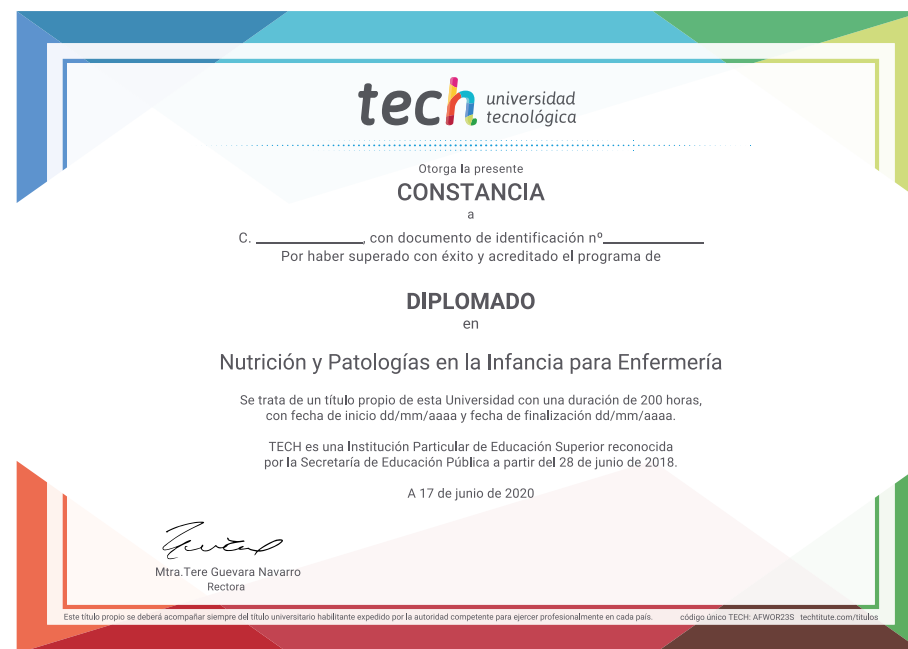 tech universidad
tecnológica
Otorga la presente
CONSTANCIA
a
C. ____________, con documento de identificación nº____________
Por haber superado con éxito y acreditado el programa de
DIPLOMADO
en
Nutrición y Patologías en la Infancia para Enfermería
Se trata de un título propio de esta Universidad con una duración de 200 horas,
con fecha de inicio dd/mm/aaaa y fecha de finalización dd/mm/aaaa.
TECH es una Institución Particular de Educación Superior reconocida
por la Secretaría de Educación Pública a partir del 28 de junio de 2018.
A 17 de junio de 2020
Mtra.Tere Guevara Navarro
Rectora
Este título propio se deberá acompañar siempre del título universitario habilitante expedido por la autoridad competente para ejercer profesionalmente en cada país. código único TECH: AFWOR23S techtitute.com/titulos